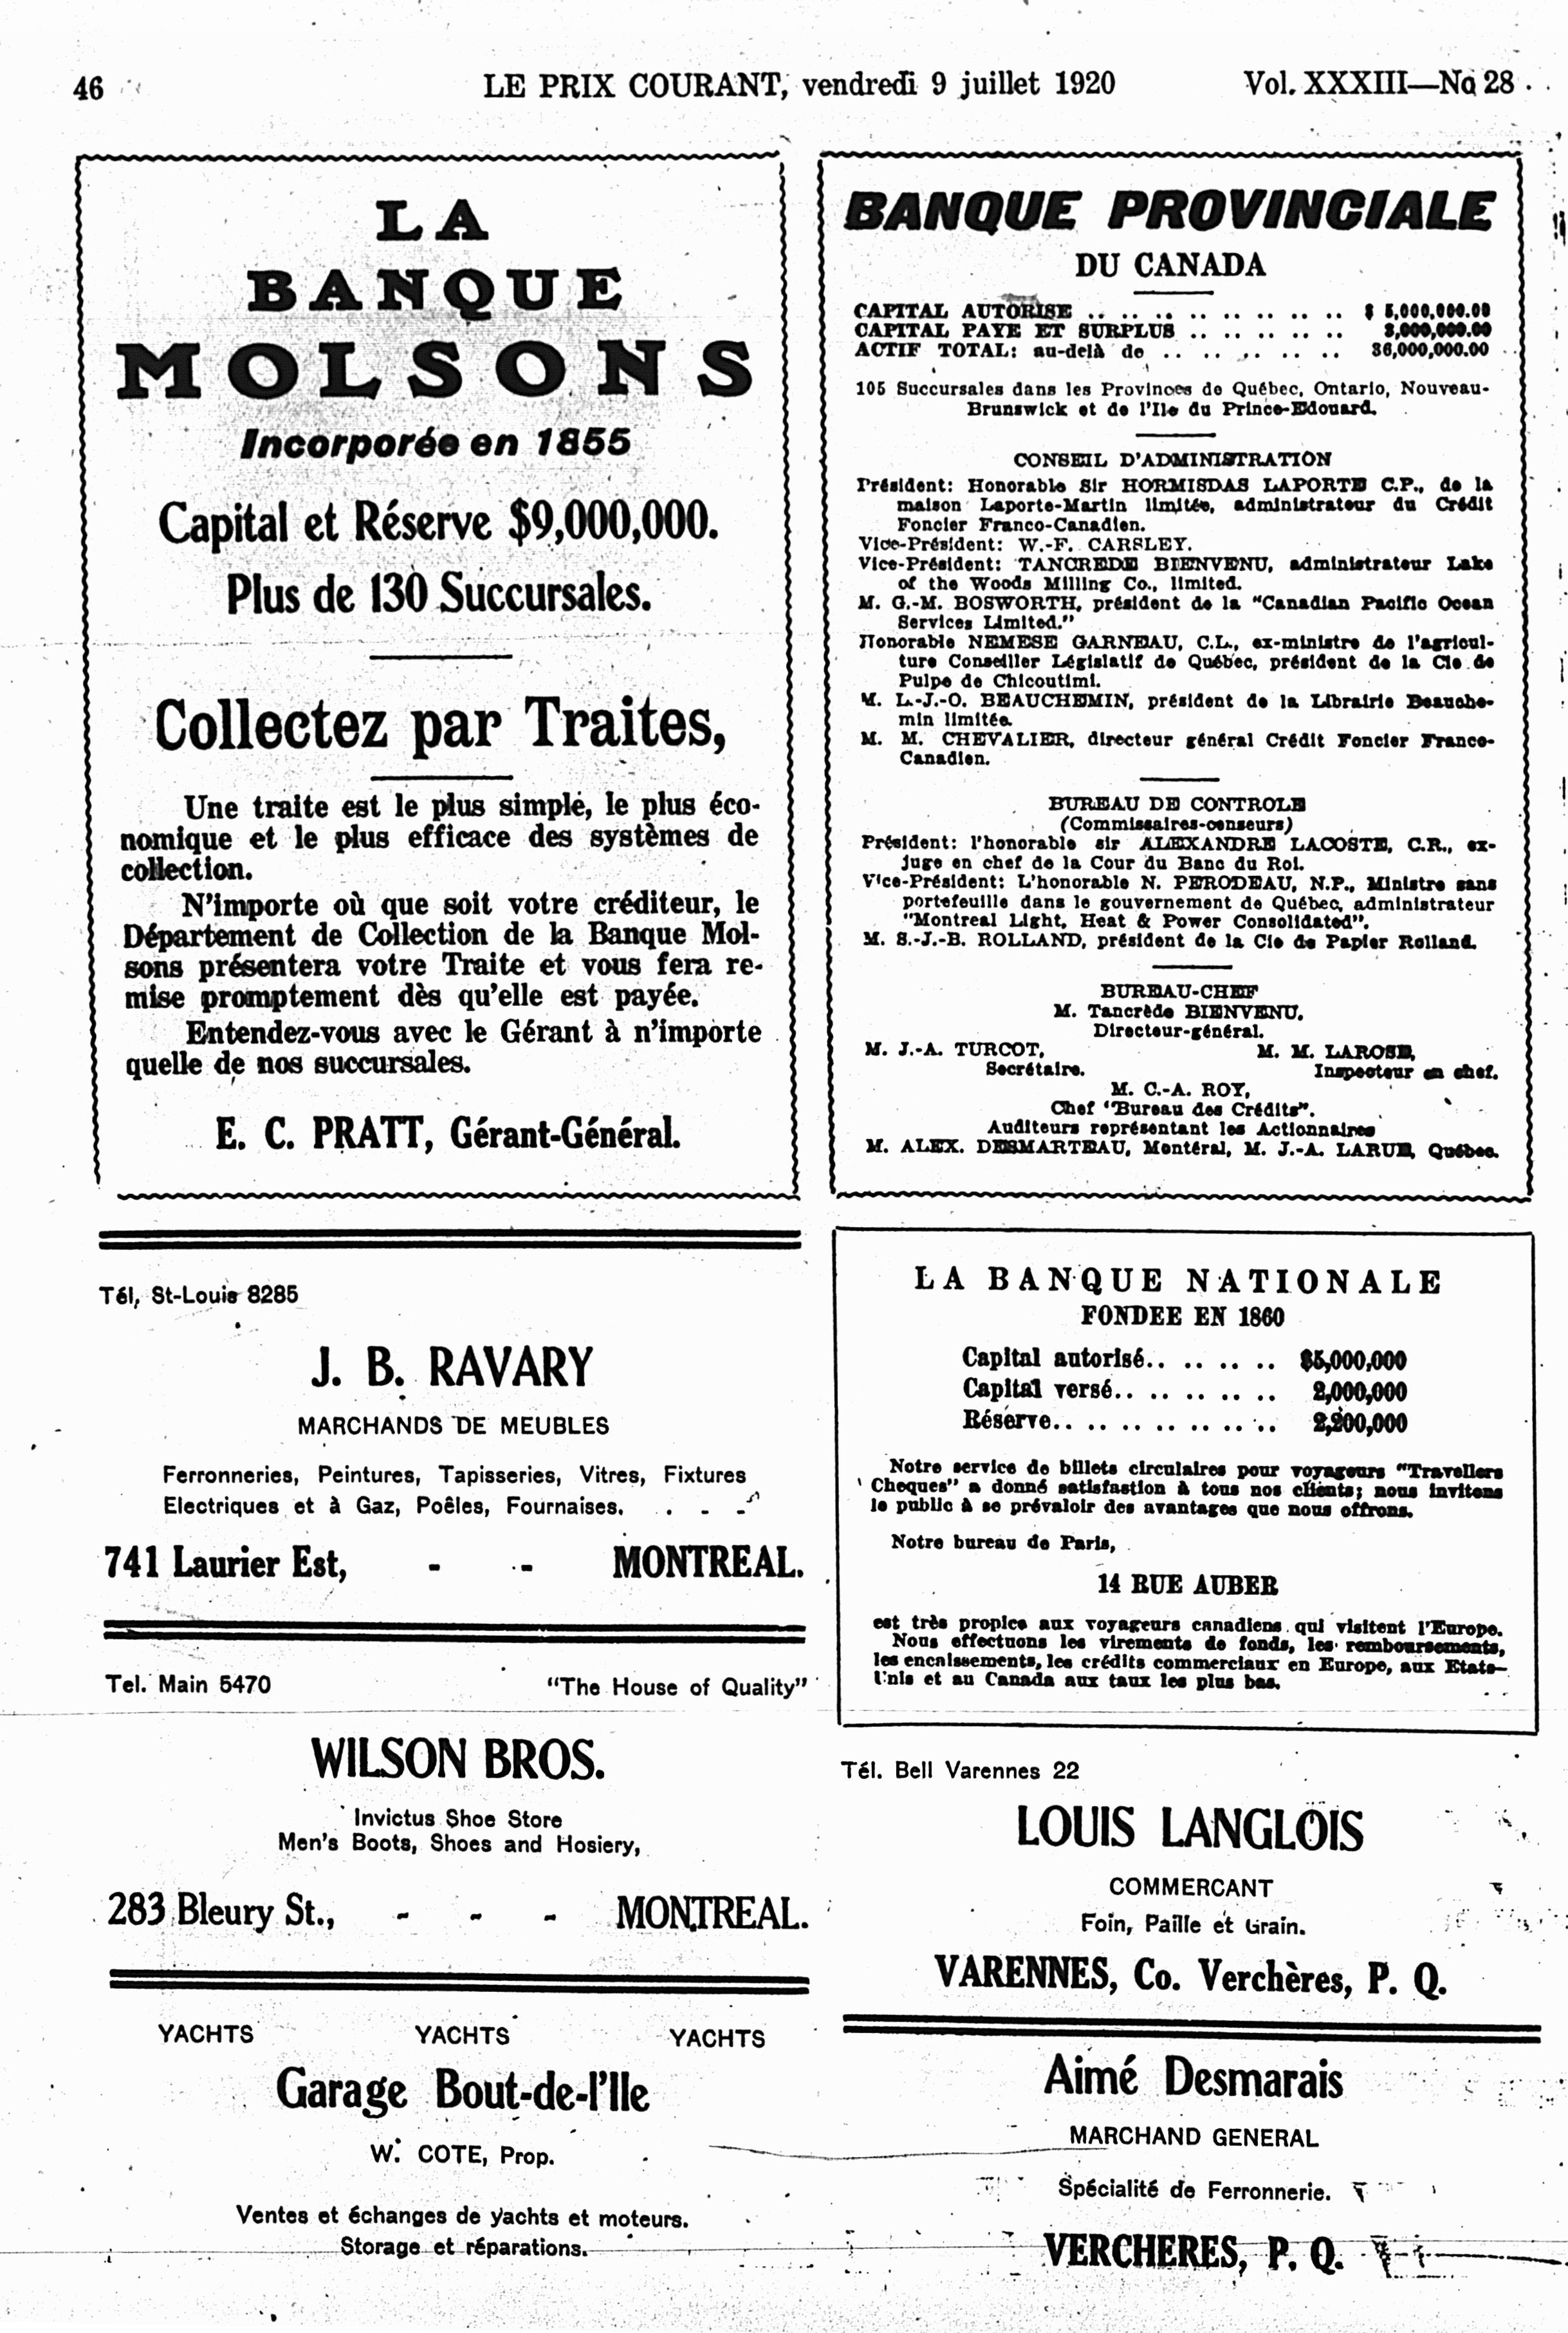 46
LE PRIX COURANT, vendredi 9 juillet 1920
Vol. XXXIII—No 28
LA
BANQUE
MOLSONS
Incorporée en 1855
Capital et Réserve $9,000,000.
Plus de 130 Succursales.
Collectez par Traites,
Une traite est le plus simple, le plus éco-
nomique et le plus efficace des systèmes de
collection.
N'importe où que soit votre créditeur, le
Département de Collection de la Banque Mol-
sons présentera votre Traite et vous fera re-
mise promptement dès qu'elle est payée.
Entendez-vous avec le Gérant à n'importe
quelle de nos succursales.
E. C. PRATT, Gérant-Général.
BANQUE PROVINCIALE
DU CANADA
CAPITAL AUTORISE .. .. .. .. .. .. .. .. .. $ 5,000,000.00
CAPITAL PAYE ET SURPLUS .. .. .. .. .. 3,000,000.00
ACTIF TOTAL: au-delà de .. .. .. .. .. .. 36,000,000.00
105 Succursales dans les Provinces de Québec, Ontario, Nouveau-
Brunswick et de l'Ile du Prince-Edouard.
CONSEIL D'ADMINISTRATION
Président: Honorable Sir HORMISDAS LAPORTE C.P., de la
maison Laporte-Martin limitée, administrateur du Crédit
Foncier Franco-Canadien.
Vice-Président: W.-F. CARSLEY.
Vice-Président: TANCREDE BIENVENU, administrateur Lake
of the Woods Milling Co., limited.
M. G.-M. BOSWORTH, président de la "Canadian Pacific Ocean
Services Limited."
Honorable NEMESE GARNEAU, C.L., ex-ministre de l'agricul-
ture Conseiller Législatif de Québec, président de la Cie de
Pulpe de Chicoutimi.
M. L.-J.-O. BEAUCHEMIN, président de la Librairie Beauche-
min limitée.
M. M. CHEVALIER, directeur général Crédit Foncier Franco-
Canadien.
BUREAU DE CONTROLE
(Commissaires-censeurs)
Président: l'honorable sir ALEXANDRE LACOSTE, C.R., ex-
juge en chef de la Cour du Banc du Roi.
Vice-Président: L'honorable N. PERODEAU, N.P., Ministre sans
portefeuille dans le gouvernement de Québec, administrateur
"Montreal Light, Heat & Power Consolidated".
M. S.-J.-B. ROLLAND, président de la Cie de Papier Rolland.
BUREAU-CHEF
M. Tancrède BIENVENU,
Directeur-général.
M. J.-A. TURCOT, M. M. LAROSE,
Secrétaire. Inspecteur en chef.
M. C.-A. ROY,
Chef "Bureau des Crédits".
Auditeurs représentant les Actionnaires
M. ALEX. DESMARTEAU, Montéral, M. J.-A. LARUE, Québec.
Tél, St-Louis 8285
J. B. RAVARY
MARCHANDS DE MEUBLES
Ferronneries, Peintures, Tapisseries, Vitres, Fixtures
Electriques et à Gaz, Poêles, Fournaises. . - -
741 Laurier Est, - - MONTREAL.
Tel. Main 5470 "The House of Quality"
WILSON BROS.
Invictus Shoe Store
Men's Boots, Shoes and Hosiery,
283 Bleury St., - - - MONTREAL.
YACHTS YACHTS YACHTS
Garage Bout-de-l'Ile
W. COTE, Prop.
Ventes et échanges de yachts et moteurs.
Storage et réparations.
LA BANQUE NATIONALE
FONDEE EN 1860
Capital autorisé.. .. .. .. $5,000,000
Capital versé.. .. .. .. .. 2,000,000
Réserve.. .. .. .. .. .. .. 2,200,000
Notre service de billets circulaires pour voyageurs "Travellers
Cheques" a donné satisfastion à tous nos clients; nous invitons
le public à se prévaloir des avantages que nous offrons.
Notre bureau de Paris,
14 RUE AUBER
est très propice aux voyageurs canadiens qui visitent l'Europe.
Nous effectuons les virements de fonds, les remboursements,
les encaissements, les crédits commerciaux en Europe, aux Etats-
Unis et au Canada aux taux les plus bas.
Tél. Bell Varennes 22
LOUIS LANGLOIS
COMMERCANT
Foin, Paille et Grain.
VARENNES, Co. Verchères, P. Q.
Aimé Desmarais
MARCHAND GENERAL
Spécialité de Ferronnerie.
VERCHERES, P. Q.